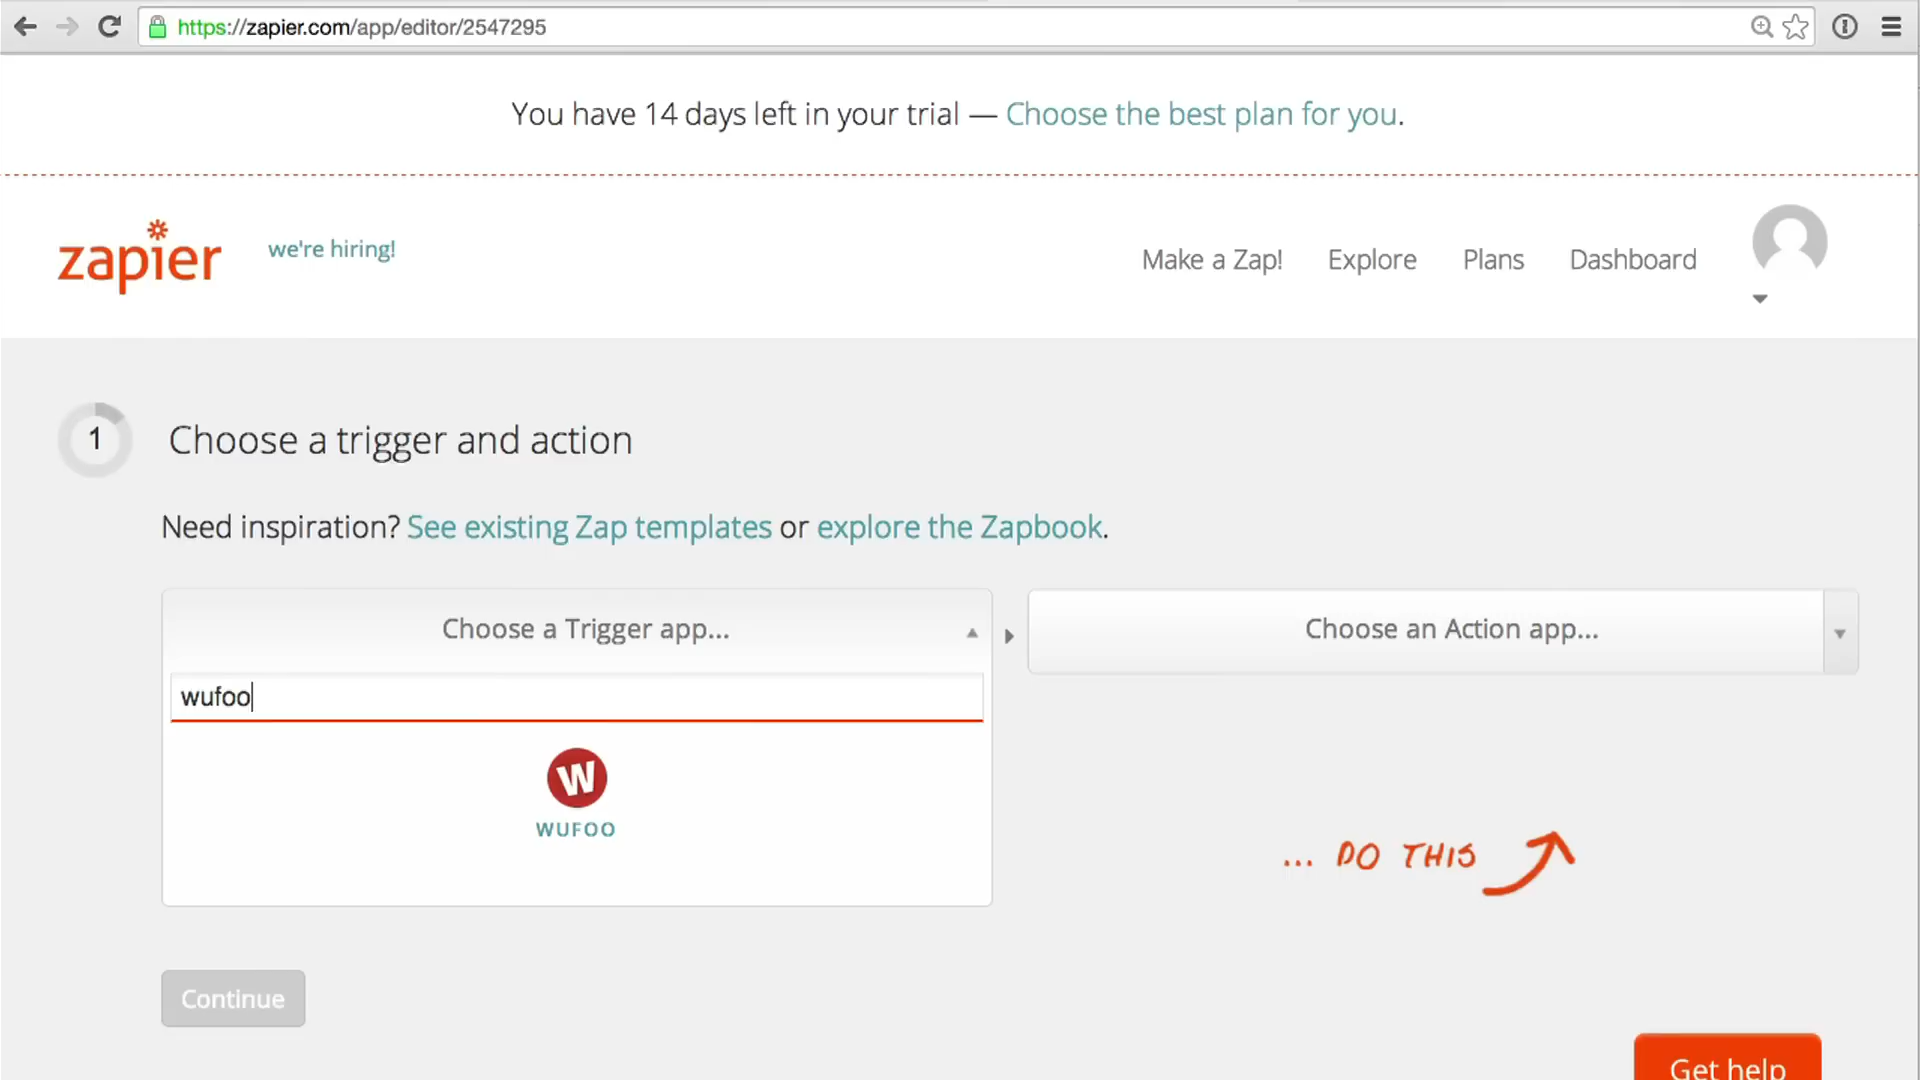 https://zapier.com/app/editor/2547295
You have 14 days left in your trial — Choose the best plan for you.
zapier
we're hiring!
Make a Zap!
Explore
Plans
Dashboard
1
Choose a trigger and action
Need inspiration? See existing Zap templates or explore the Zapbook.
Choose a Trigger app...
Choose an Action app...
wufoo
W
WUFOO
... DO THIS
Continue
Get help